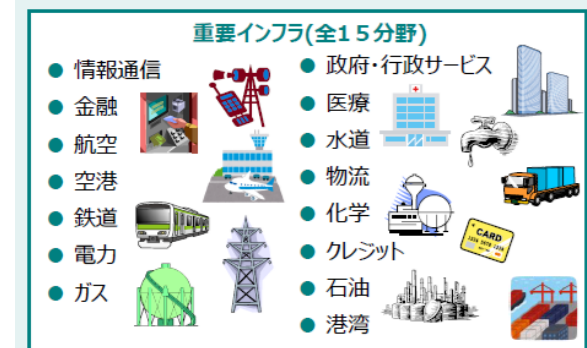 重要インフラ(全15分野)
● 情報通信
● 金融
● 航空
● 空港
● 鉄道
● 電力
● ガス
● 政府・行政サービス
● 医療
● 水道
● 物流
● 化学
● クレジット
● 石油
● 港湾
CARD